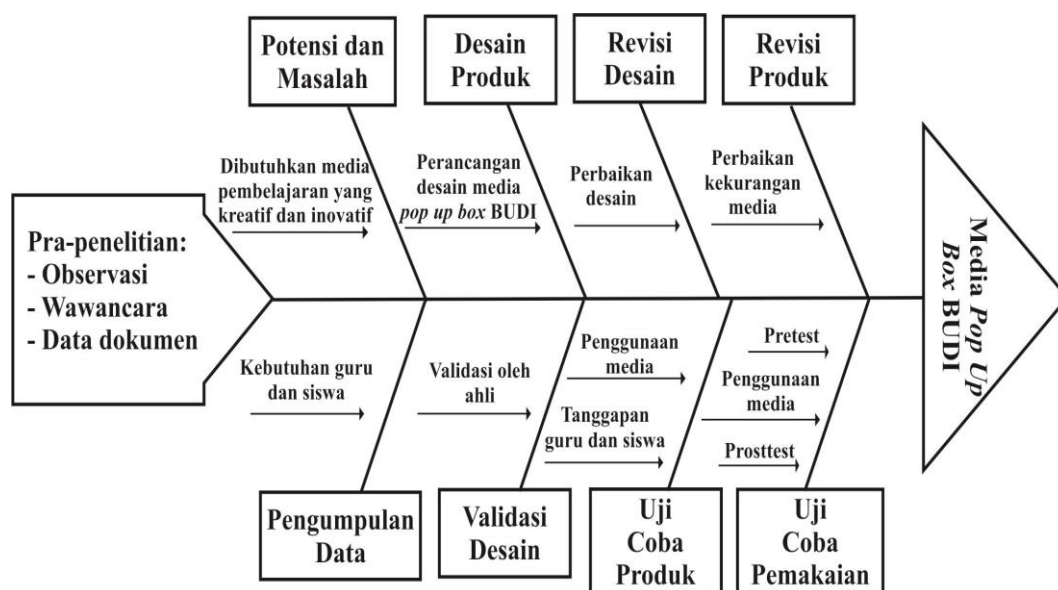 Potensi dan
Masalah
Desain
Produk
Revisi
Desain
Revisi
Produk
Dibutuhkan media
pembelajaran yang
kreatif dan inovatif
Perancangan
desain media
pop up box BUDI
Perbaikan
desain
Perbaikan
kekurangan
media
Pra-penelitian:
- Observasi
- Wawancara
- Data dokumen
Media Pop Up
Box BUDI
Kebutuhan guru
dan siswa
Validasi oleh
ahli
Penggunaan
media
Tanggapan
guru dan siswa
Pretest
Penggunaan
media
Prosttest
Pengumpulan
Data
Validasi
Desain
Uji
Coba
Produk
Uji
Coba
Pemakaian